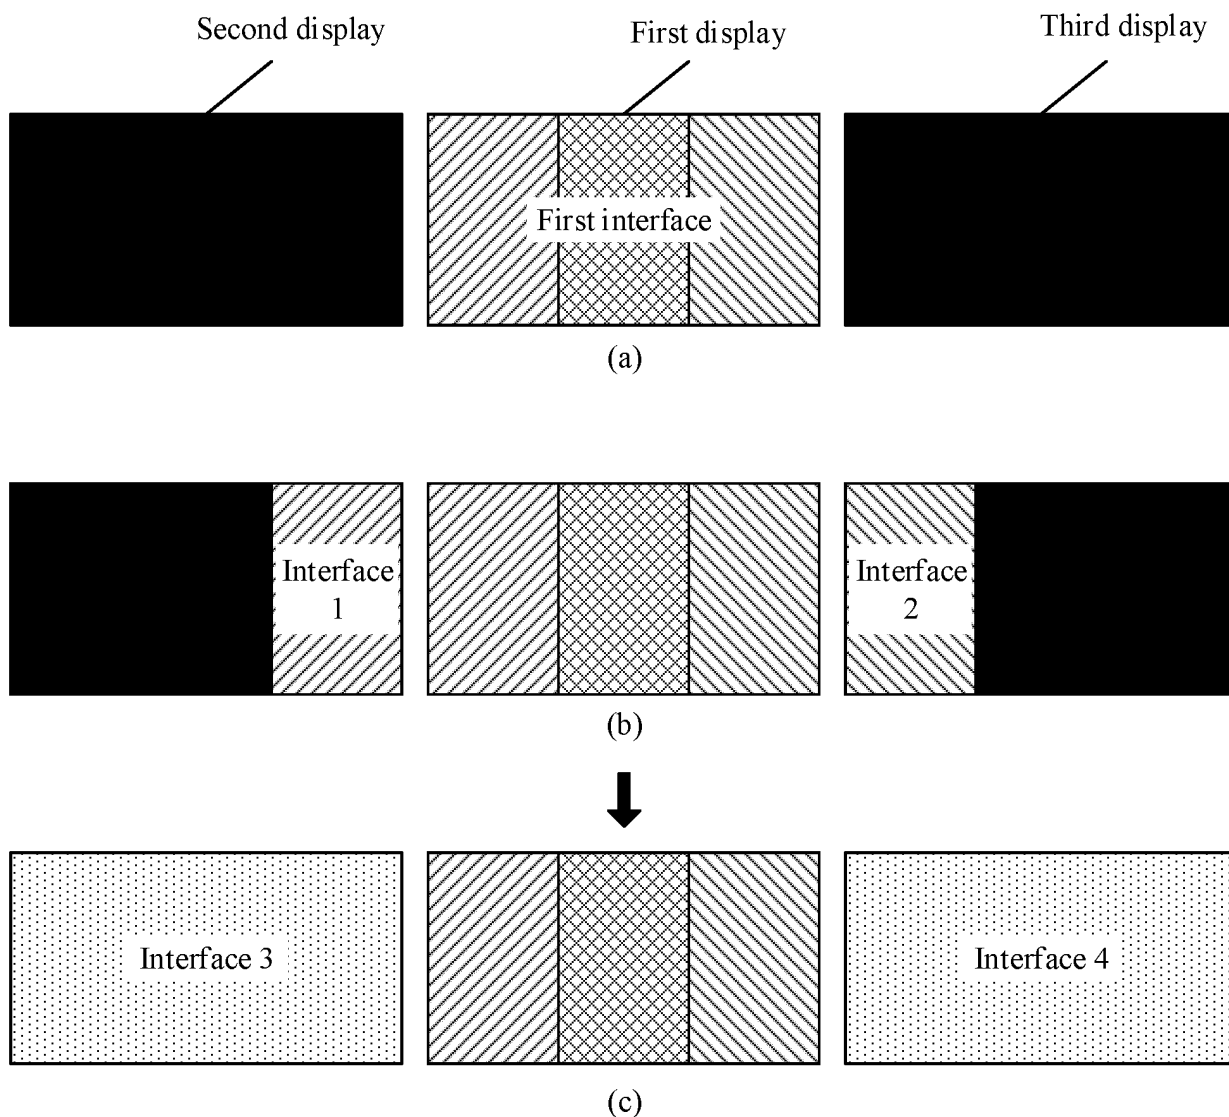 Second display
First display
Third display
First interface
(a)
Interface
1
Interface
2
(b)
Interface 3
Interface 4
(c)